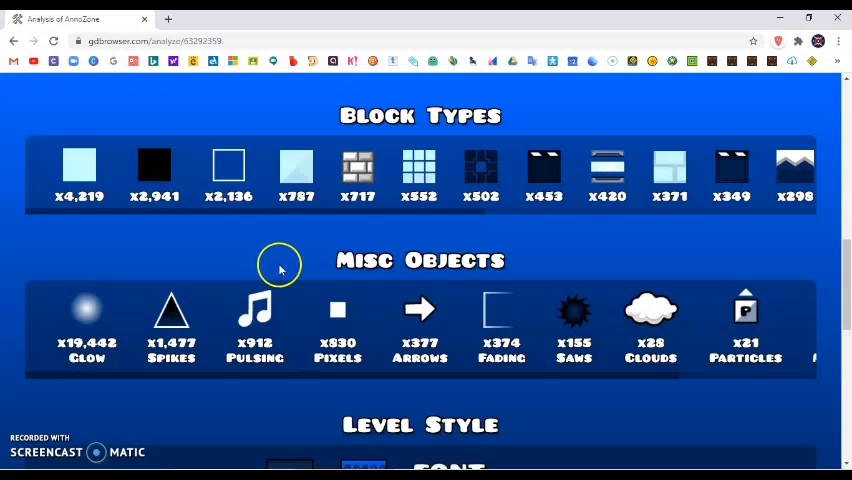 Analysis of AnnoZone
gdbrowser.com/analyze/63292359
Block Types
x4,219 x2,941 x2,136 x787 x717 x552 x502 x453 x420 x371 x349 x298
Misc Objects
x19,442 x1,477 x912 x830 x377 x374 x155 x28 x21
Glow Spikes Pulsing Pixels Arrows Fading Saws Clouds Particles
Level Style
RECORDED WITH
SCREENCAST MATIC
FONT